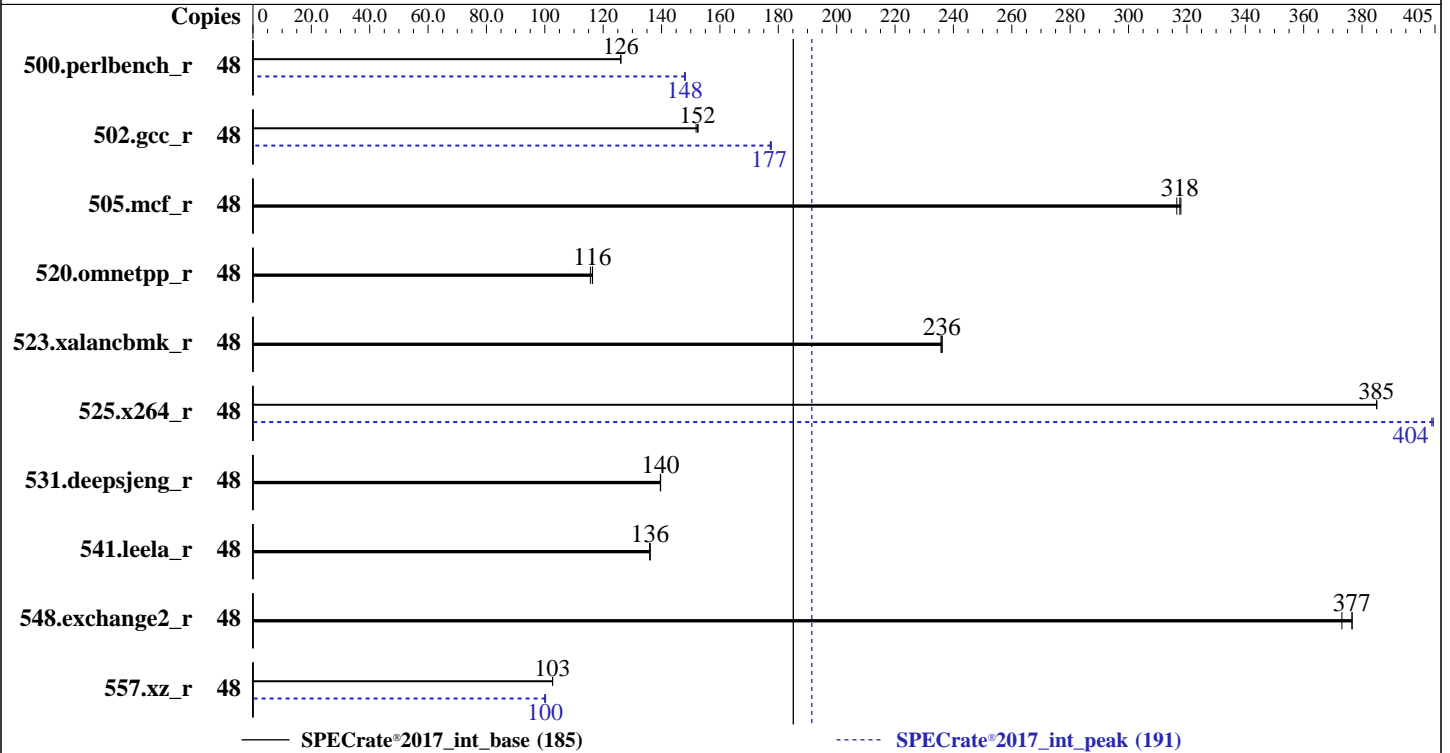 Copies 0 20.0 40.0 60.0 80.0 100 120 140 160 180 200 220 240 260 280 300 320 340 360 380 405
500.perlbench_r 48 126
148
502.gcc_r 48 152
177
505.mcf_r 48 318
520.omnetpp_r 48 116
523.xalancbmk_r 48 236
525.x264_r 48 385
404
531.deepsjeng_r 48 140
541.leela_r 48 136
548.exchange2_r 48 377
557.xz_r 48 103
100
SPECrate®2017_int_base (185) SPECrate®2017_int_peak (191)